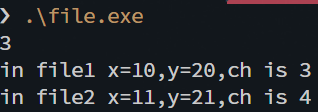 ❯ .\file.exe
3
in file1 x=10,y=20,ch is 3
in file2 x=11,y=21,ch is 4